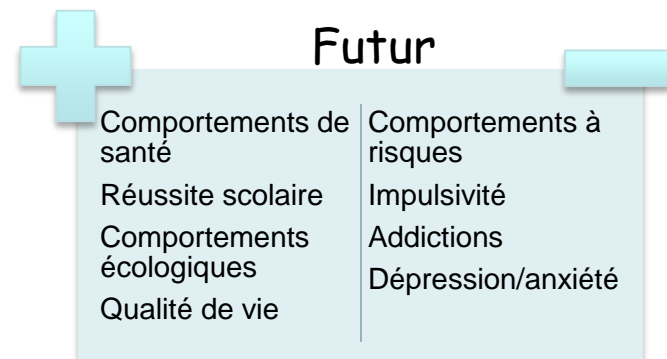 Futur
Comportements de
santé
Réussite scolaire
Comportements
écologiques
Qualité de vie
Comportements à
risques
Impulsivité
Addictions
Dépression/anxiété